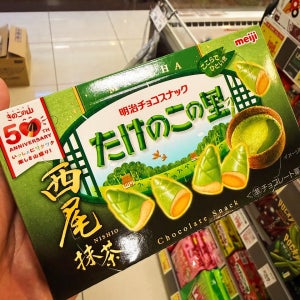 meiji
MATCHA
明治チョコスナック
たけのこの里
きのこの山
50TH
ANNIVERSARY
西尾
NISHIO
抹茶
Chocolate Snack